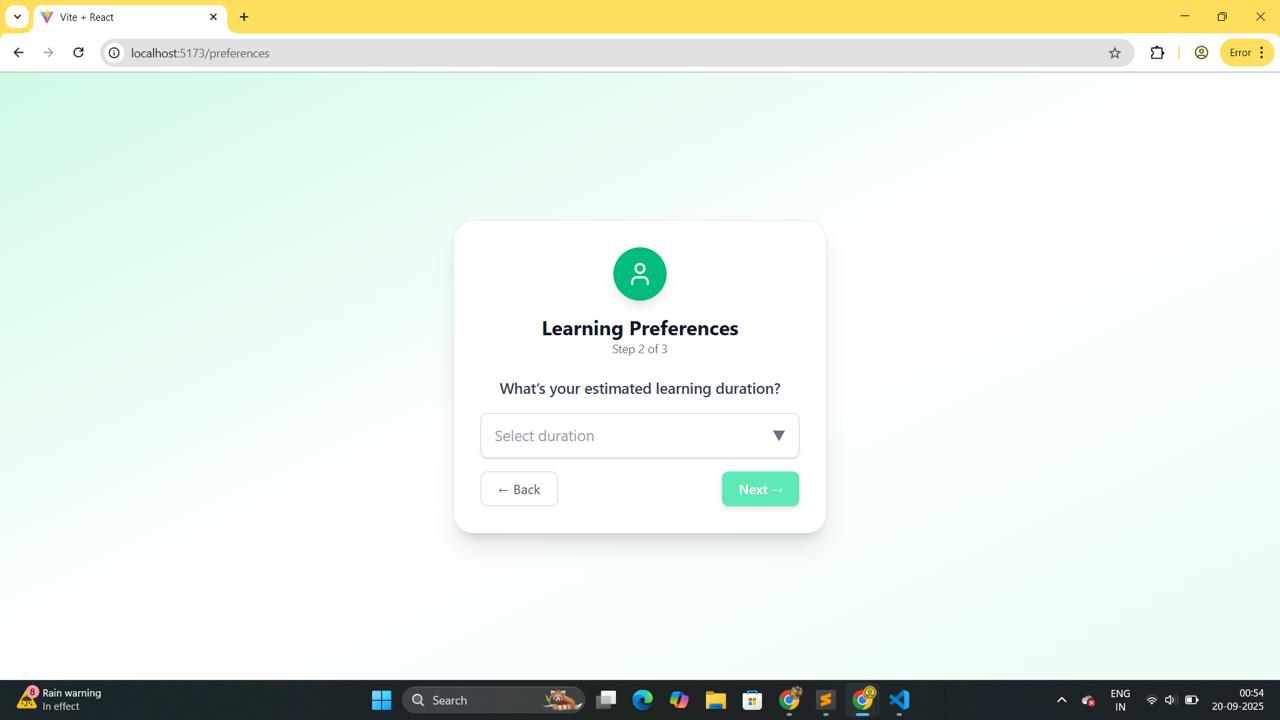 Vite + React
localhost:5173/preferences
Error
Learning Preferences
Step 2 of 3
What's your estimated learning duration?
Select duration
← Back
Next →
8
Rain warning
In effect
Search
ENG
IN
00:54
20-09-2025